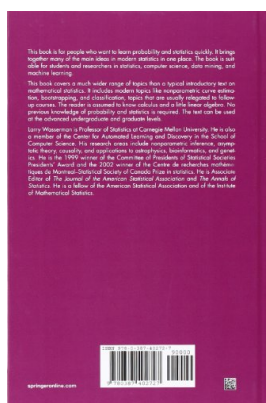 This book is for people who want to learn probability and statistics quickly. It brings
together many of the main ideas in modern statistics in one place. The book is suit
able for students and researchers in statistics, computer science, data mining, and
machine learning.
This book covers a much wider range of topics than a typical introductory text on
mathematical statistics. It includes modern topics like nonparametric curve estima-
tion, bootstrapping, and classification, topics that are usually relegated to follow-
up courses. The reader is assumed to know calculus and a little linear algebra. No
previous knowledge of probability and statistics is required. The text can be used
at the advanced undergraduate and graduate levels.
Larry Wasserman is Professor of Statistics at Carnegie Mellon University. He is also
a member of the Center for Automated Learning and Discovery in the School of
Computer Science. His research areas include nonparametric inference, asymp-
totic theory, causality, and applications to astrophysics, bioinformatics, and genet-
ics. He is the 1999 winner of the Committee of Presidents of Statistical Societies
Presidents' Award and the 2002 winner of the Centre de recherches mathéma-
tiques de Montreal–Statistical Society of Canada Prize in statistics. He is Associate
Editor of The Journal of the American Statistical Association and The Annals of
Statistics. He is a fellow of the American Statistical Association and of the Institute
of Mathematical Statistics.
90000
9 780387 402727
springeronline.com